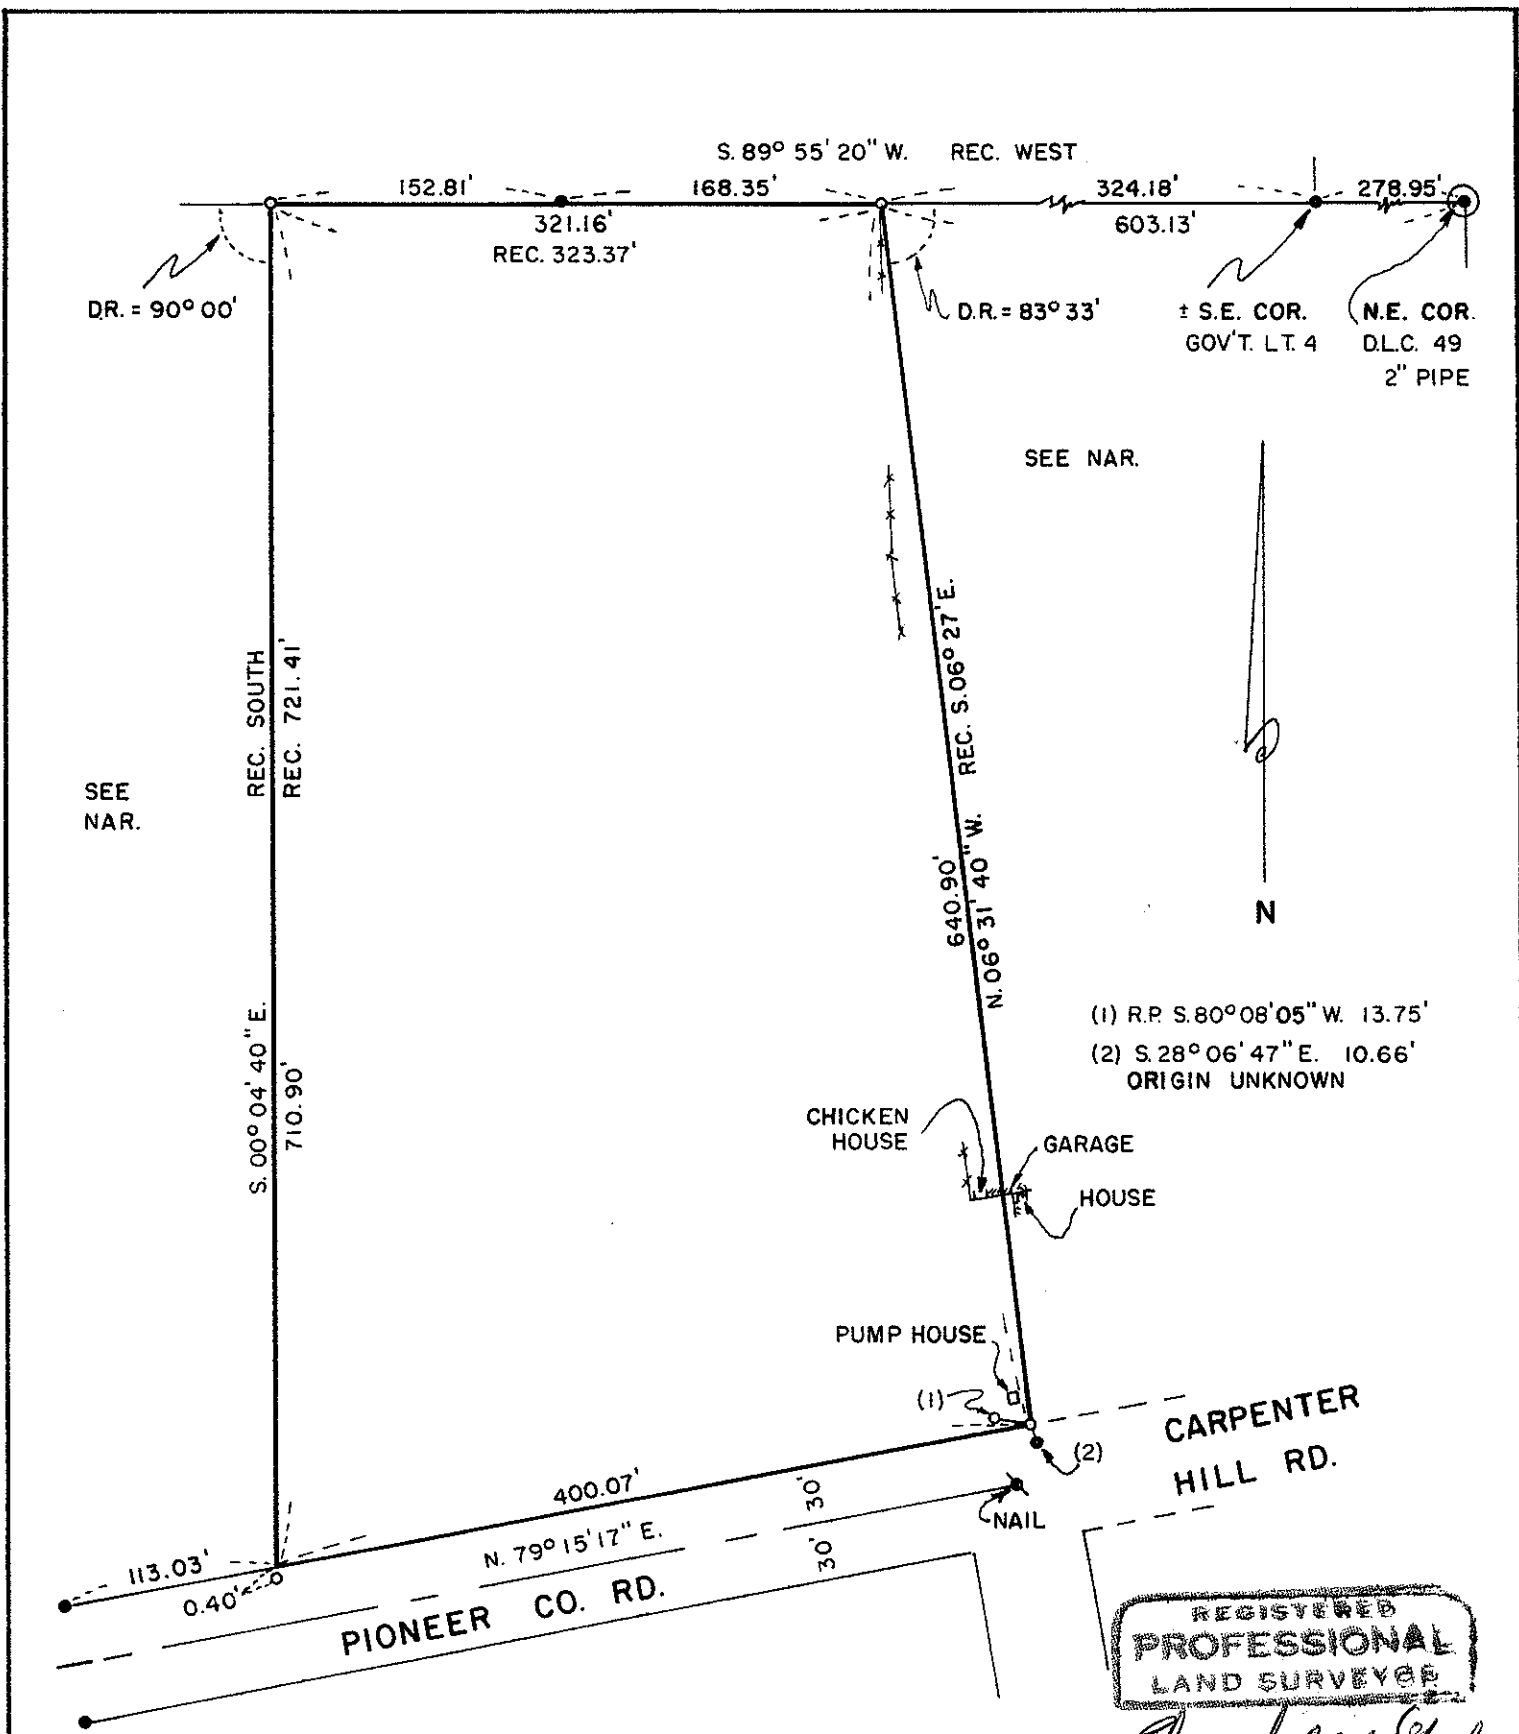 S. 89° 55' 20" W. REC. WEST
152.81' 168.35' 324.18' 278.95'
321.16' 603.13'
REC. 323.37'
D.R. = 90° 00'
D.R. = 83° 33'
± S.E. COR.
GOV'T. LT. 4
N.E. COR.
D.L.C. 49
2" PIPE
SEE NAR.
REC. SOUTH
REC. 721.41'
REC. S. 06° 27' E.
SEE
NAR.
640.90'
N. 06° 31' 40" W.
N
S. 00° 04' 40" E.
710.90'
(1) R.P. S. 80° 08' 05" W. 13.75'
(2) S. 28° 06' 47" E. 10.66'
ORIGIN UNKNOWN
CHICKEN
HOUSE
GARAGE
HOUSE
PUMP HOUSE
(1)
(2)
CARPENTER
HILL RD.
400.07'
30'
NAIL
N. 79° 15' 17" E.
30'
113.03'
0.40'
PIONEER CO. RD.
REGISTERED
PROFESSIONAL
LAND SURVEYOR